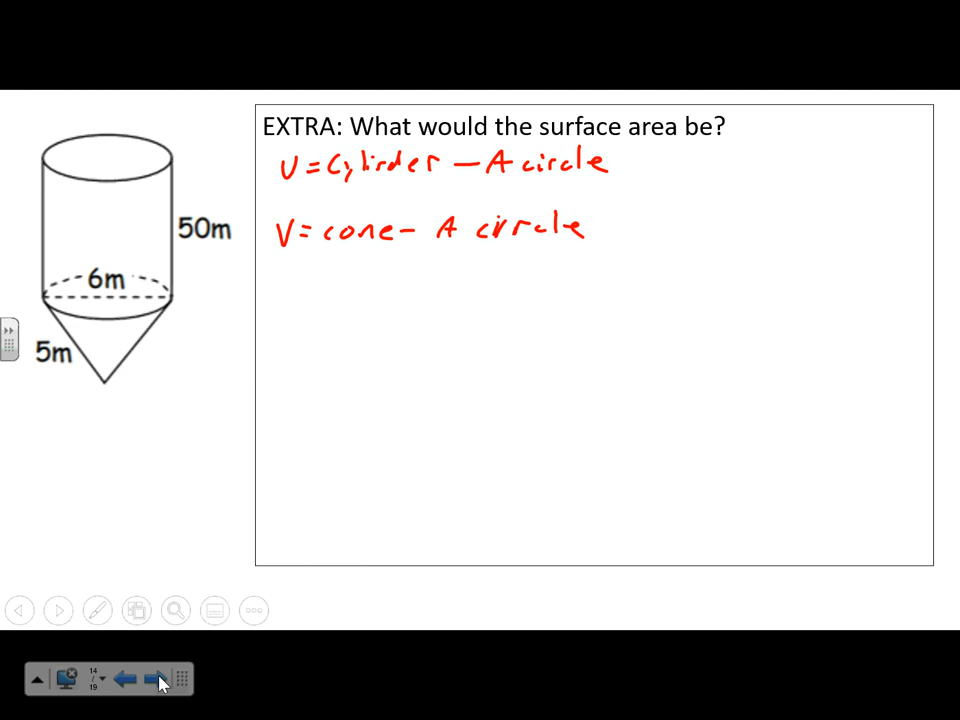 EXTRA: What would the surface area be?
V = Cylinder - A circle
V = cone - A circle
50m
6m
5m
14
/
19